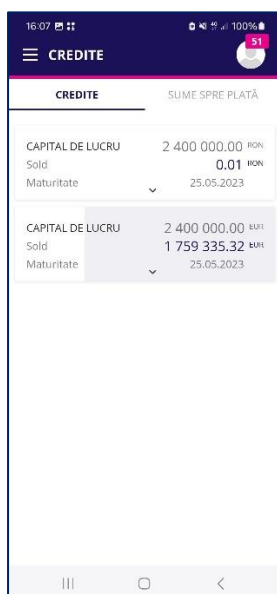 16:07 100%
51
CREDITE
CREDITE SUME SPRE PLATĂ
CAPITAL DE LUCRU 2 400 000.00 RON
Sold 0.01 RON
Maturitate 25.05.2023
CAPITAL DE LUCRU 2 400 000.00 EUR
Sold 1 759 335.32 EUR
Maturitate 25.05.2023